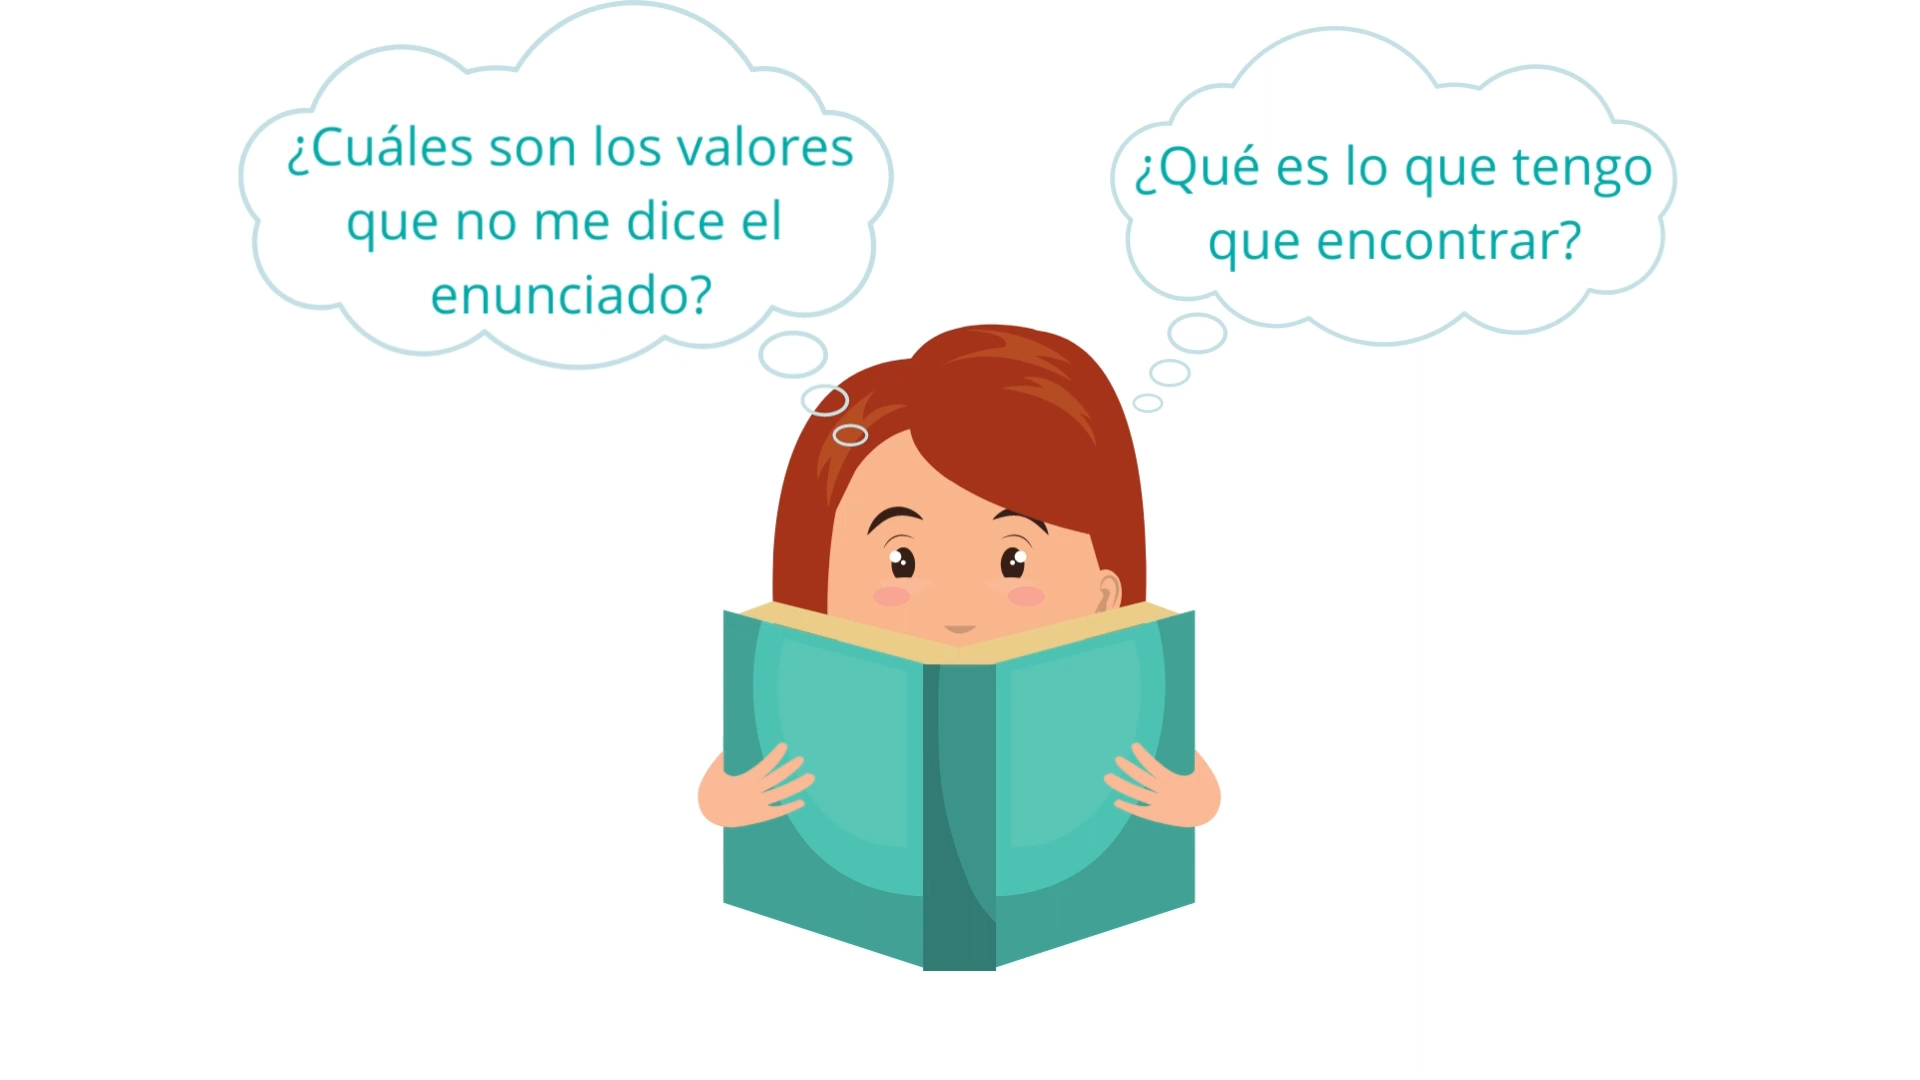 ¿Cuáles son los valores
que no me dice el
enunciado?
¿Qué es lo que tengo
que encontrar?